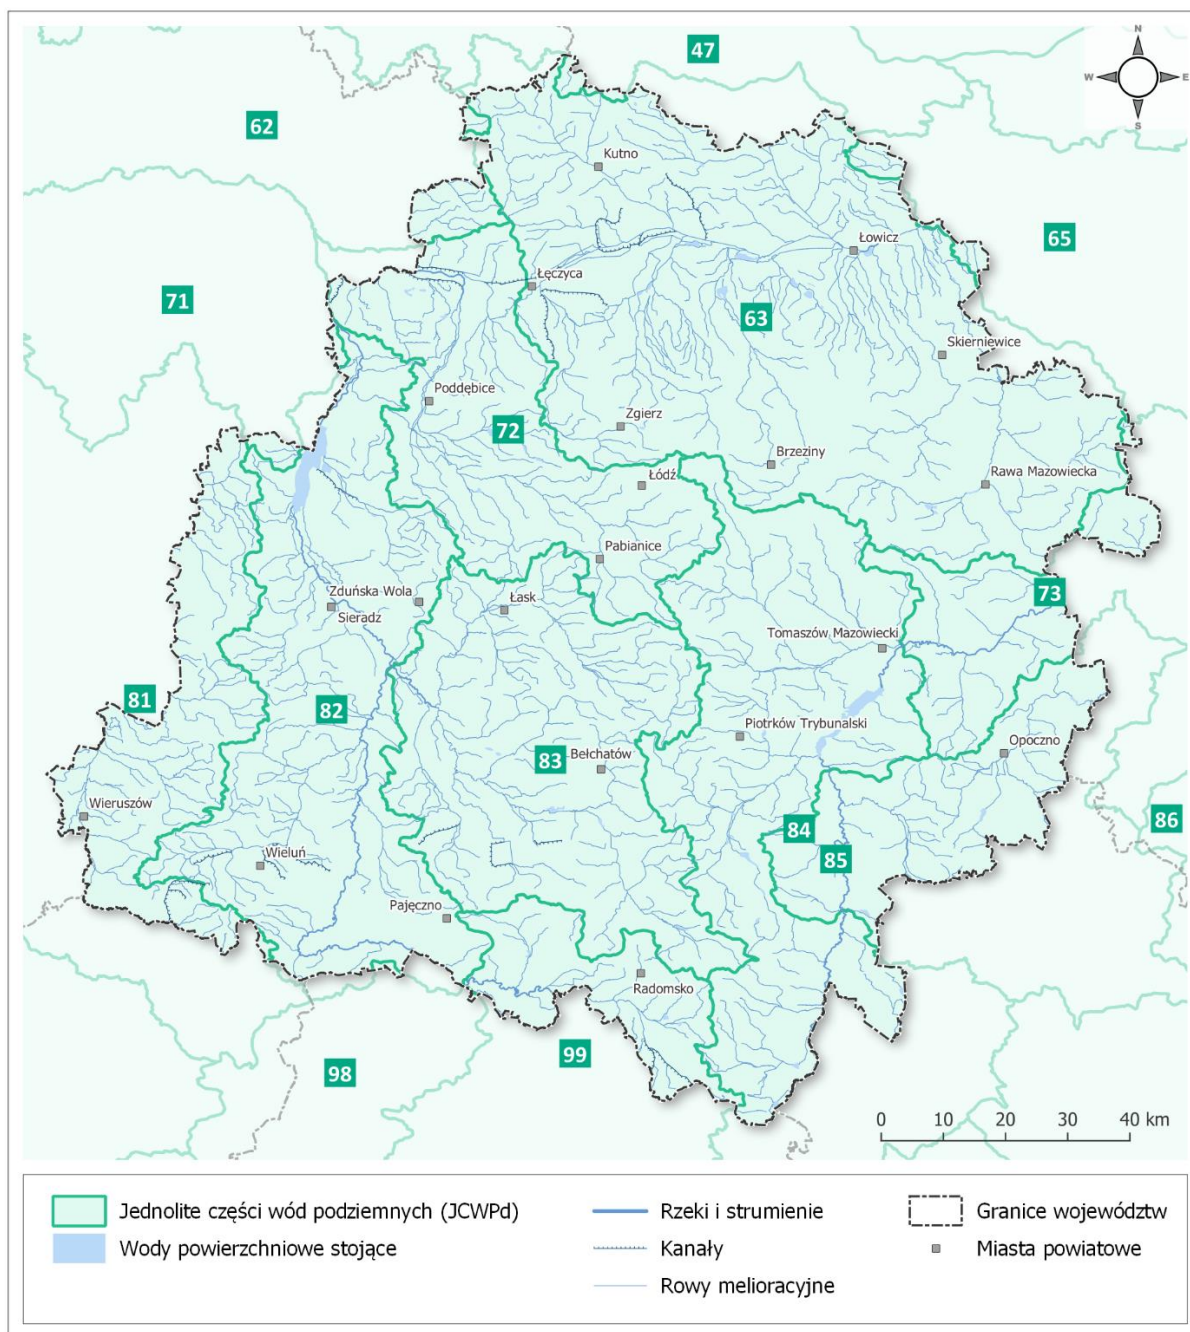 47
N
W
E
S
62
Kutno
65
Łowicz
Łęczyca
71
63
Skierniewice
Poddębice
72
Zgierz
Brzeziny
Rawa Mazowiecka
Łódź
Pabianice
73
Zduńska Wola
Łask
Sieradz
Tomaszów Mazowiecki
81
82
Piotrków Trybunalski
Opoczno
83
Bełchatów
Wieruszów
84
86
85
Wieluń
Pajęczno
Radomsko
99
98
0 10 20 30 40 km
Jednolite części wód podziemnych (JCWPd)
Rzeki i strumienie
Granice województw
Wody powierzchniowe stojące
Kanały
Miasta powiatowe
Rowy melioracyjne